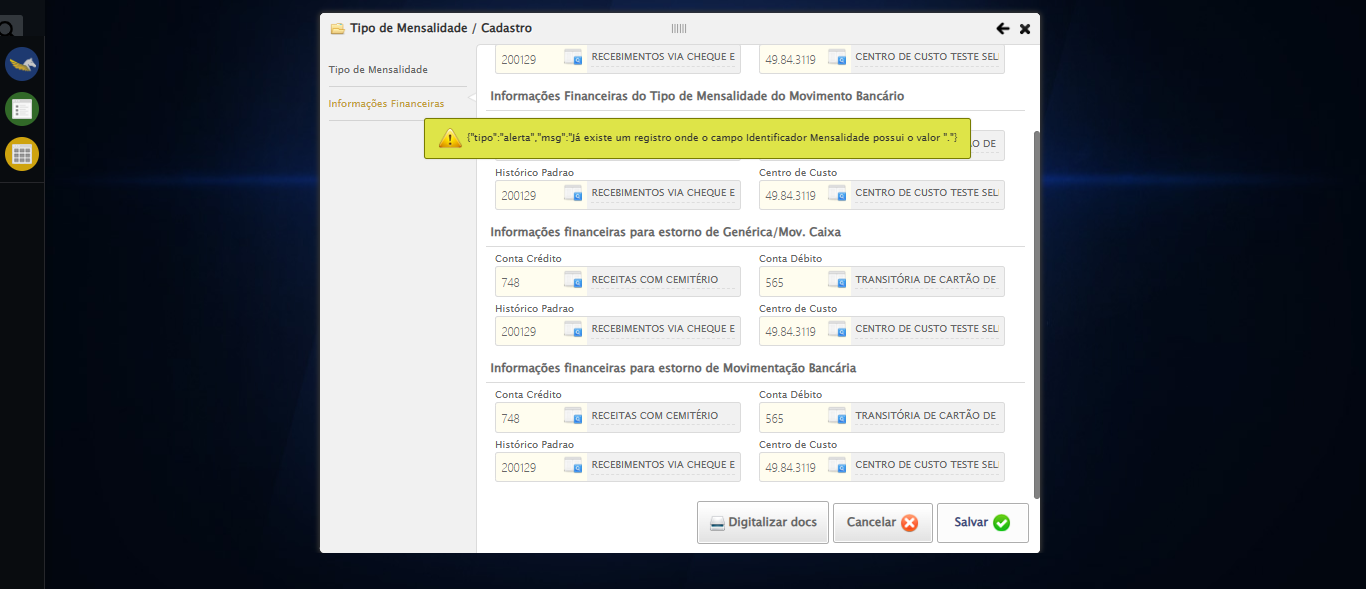 Tipo de Mensalidade / Cadastro
Tipo de Mensalidade
Informações Financeiras
200129 RECEBIMENTOS VIA CHEQUE E 49.84.3119 CENTRO DE CUSTO TESTE SEL
Informações Financeiras do Tipo de Mensalidade do Movimento Bancário
{"tipo":"alerta","msg":"Já existe um registro onde o campo Identificador Mensalidade possui o valor "."}
O DE
Histórico Padrao Centro de Custo
200129 RECEBIMENTOS VIA CHEQUE E 49.84.3119 CENTRO DE CUSTO TESTE SEL
Informações financeiras para estorno de Genérica/Mov. Caixa
Conta Crédito Conta Débito
748 RECEITAS COM CEMITÉRIO 565 TRANSITÓRIA DE CARTÃO DE
Histórico Padrao Centro de Custo
200129 RECEBIMENTOS VIA CHEQUE E 49.84.3119 CENTRO DE CUSTO TESTE SEL
Informações financeiras para estorno de Movimentação Bancária
Conta Crédito Conta Débito
748 RECEITAS COM CEMITÉRIO 565 TRANSITÓRIA DE CARTÃO DE
Histórico Padrao Centro de Custo
200129 RECEBIMENTOS VIA CHEQUE E 49.84.3119 CENTRO DE CUSTO TESTE SEL
Digitalizar docs Cancelar Salvar